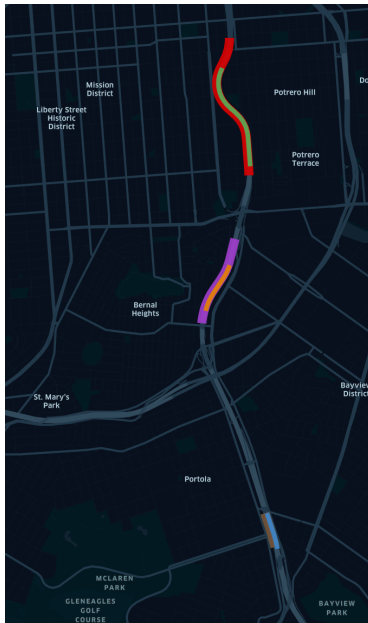 Mission
District
Potrero Hill
Do
Liberty Street
Historic
District
Potrero
Terrace
Bernal
Heights
St. Mary's
Park
Bayview
District
Portola
MCLAREN
PARK
GLENEAGLES
GOLF
COURSE
BAYVIEW
PARK